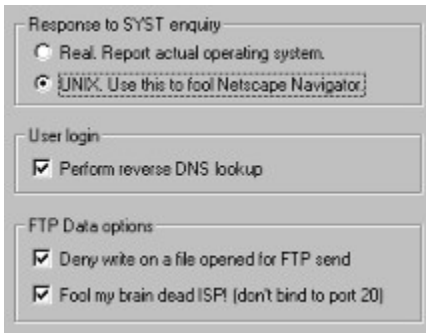 Response to SYST enquiry
Real. Report actual operating system.
UNIX. Use this to fool Netscape Navigator.
User login
Perform reverse DNS lookup
FTP Data options
Deny write on a file opened for FTP send
Fool my brain dead ISP! (don't bind to port 20)